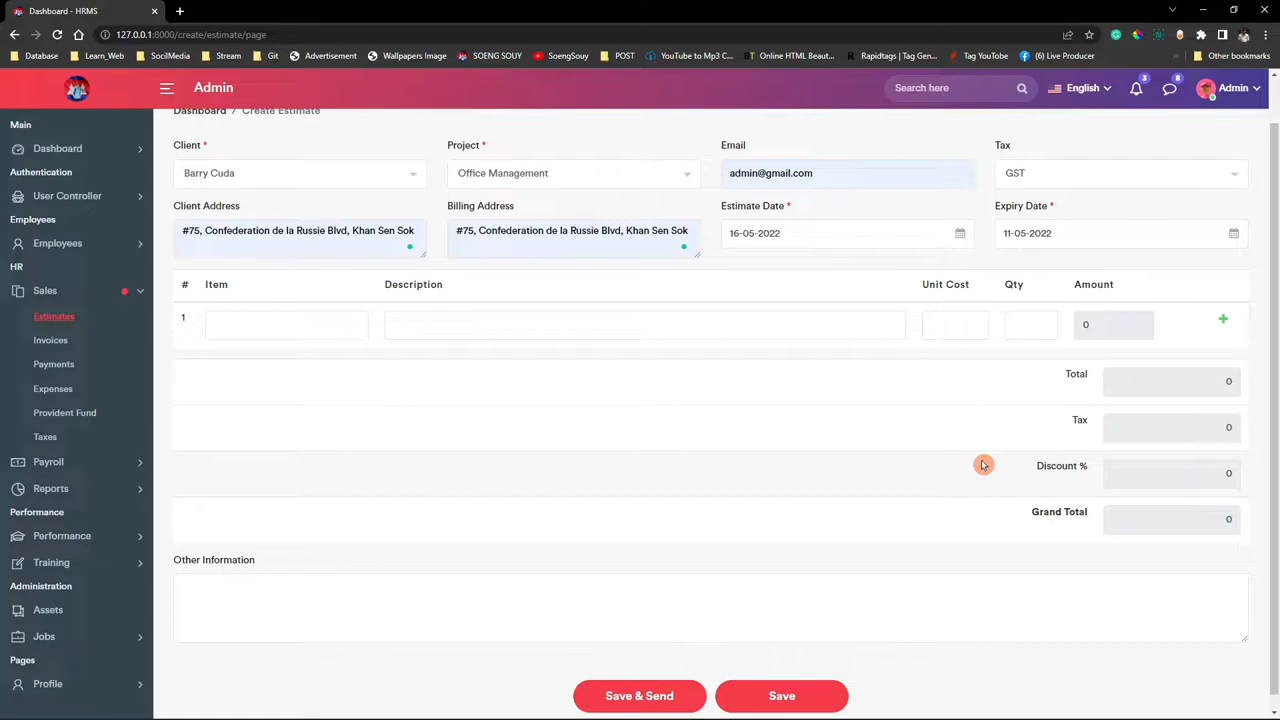 Dashboard - HRMS
127.0.0.1:8000/create/estimate/page
Database
Learn_Web
SocilMedia
Stream
Git
Advertisement
Wallpapers Image
SOENG SOUY
SoengSouy
POST
YouTube to Mp3 C...
Online HTML Beaut...
Rapidtags | Tag Gen...
Tag YouTube
(6) Live Producer
Other bookmarks
Admin
Search here
English
3
8
Admin
Main
Dashboard
Authentication
User Controller
Employees
Employees
HR
Sales
Estimates
Invoices
Payments
Expenses
Provident Fund
Taxes
Payroll
Reports
Performance
Performance
Training
Administration
Assets
Jobs
Pages
Profile
Dashboard / Create Estimate
Client *
Project *
Email
Tax
Barry Cuda
Office Management
admin@gmail.com
GST
Client Address
Billing Address
Estimate Date *
Expiry Date *
#75, Confederation de la Russie Blvd, Khan Sen Sok
#75, Confederation de la Russie Blvd, Khan Sen Sok
16-05-2022
11-05-2022
# Item Description Unit Cost Qty Amount
1 0 +
Total 0
Tax 0
Discount % 0
Grand Total 0
Other Information
Save & Send
Save